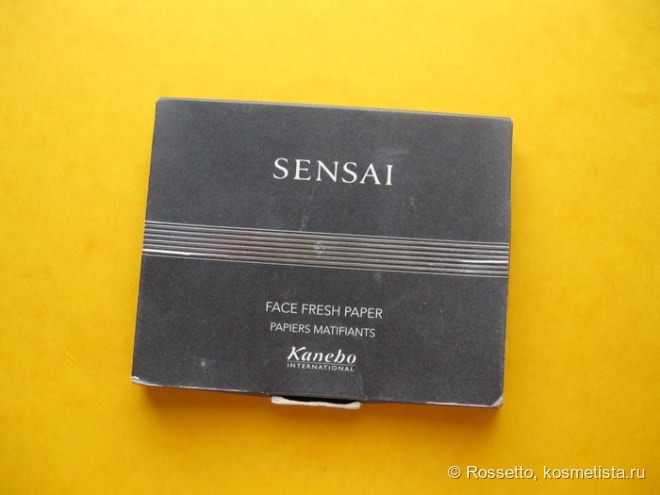 SENSAI
FACE FRESH PAPER
PAPIERS MATIFIANTS
Kanebo
INTERNATIONAL
© Rossetto, kosmetista.ru